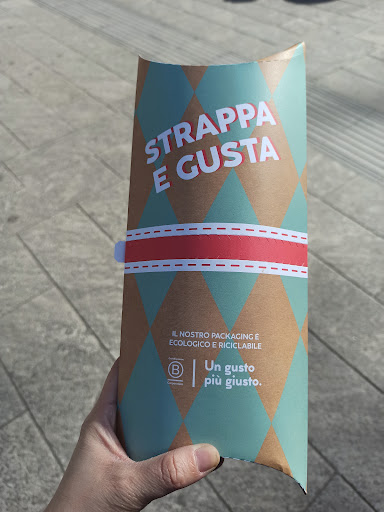 STRAPPA
E GUSTA
IL NOSTRO PACKAGING E
ECOLOGICO E RICICLABILE
B
Un gusto
più giusto.